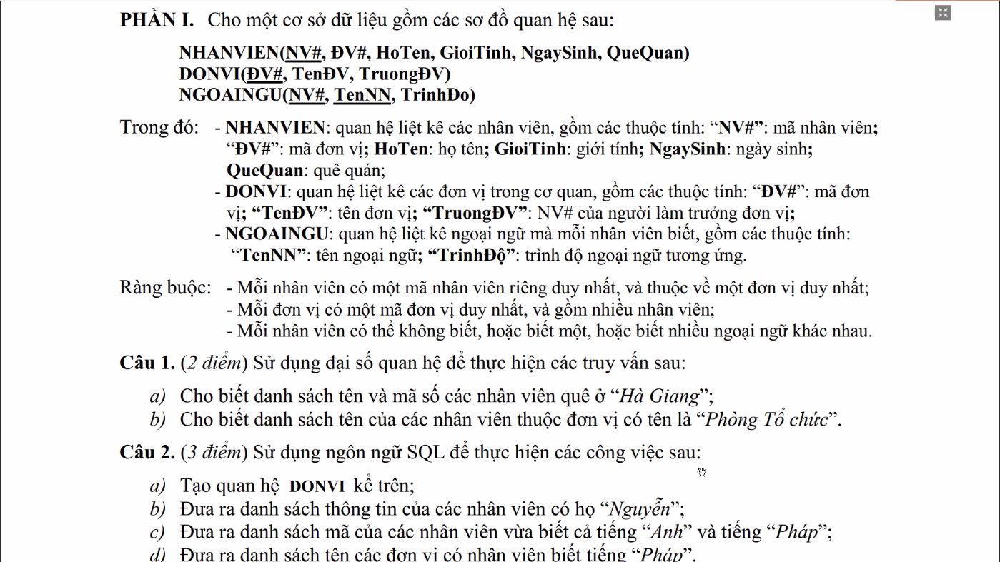 PHẦN I. Cho một cơ sở dữ liệu gồm các sơ đồ quan hệ sau:
NHANVIEN(NV#, ĐV#, HoTen, GioiTinh, NgaySinh, QueQuan)
DONVI(ĐV#, TenĐV, TruongĐV)
NGOAINGU(NV#, TenNN, TrinhĐo)
Trong đó: - NHANVIEN: quan hệ liệt kê các nhân viên, gồm các thuộc tính: “NV#”: mã nhân viên;
“ĐV#”: mã đơn vị; HoTen: họ tên; GioiTinh: giới tính; NgaySinh: ngày sinh;
QueQuan: quê quán;
- DONVI: quan hệ liệt kê các đơn vị trong cơ quan, gồm các thuộc tính: “ĐV#”: mã đơn
vị; “TenĐV”: tên đơn vị; “TruongĐV”: NV# của người làm trưởng đơn vị;
- NGOAINGU: quan hệ liệt kê ngoại ngữ mà mỗi nhân viên biết, gồm các thuộc tính:
“TenNN”: tên ngoại ngữ; “TrinhĐộ”: trình độ ngoại ngữ tương ứng.
Ràng buộc: - Mỗi nhân viên có một mã nhân viên riêng duy nhất, và thuộc về một đơn vị duy nhất;
- Mỗi đơn vị có một mã đơn vị duy nhất, và gồm nhiều nhân viên;
- Mỗi nhân viên có thể không biết, hoặc biết một, hoặc biết nhiều ngoại ngữ khác nhau.
Câu 1. (2 điểm) Sử dụng đại số quan hệ để thực hiện các truy vấn sau:
a) Cho biết danh sách tên và mã số các nhân viên quê ở “Hà Giang”;
b) Cho biết danh sách tên của các nhân viên thuộc đơn vị có tên là “Phòng Tổ chức”.
Câu 2. (3 điểm) Sử dụng ngôn ngữ SQL để thực hiện các công việc sau:
a) Tạo quan hệ DONVI kể trên;
b) Đưa ra danh sách thông tin của các nhân viên có họ “Nguyễn”;
c) Đưa ra danh sách mã của các nhân viên vừa biết cả tiếng “Anh” và tiếng “Pháp”;
d) Đưa ra danh sách tên các đơn vị có nhân viên biết tiếng “Pháp”.